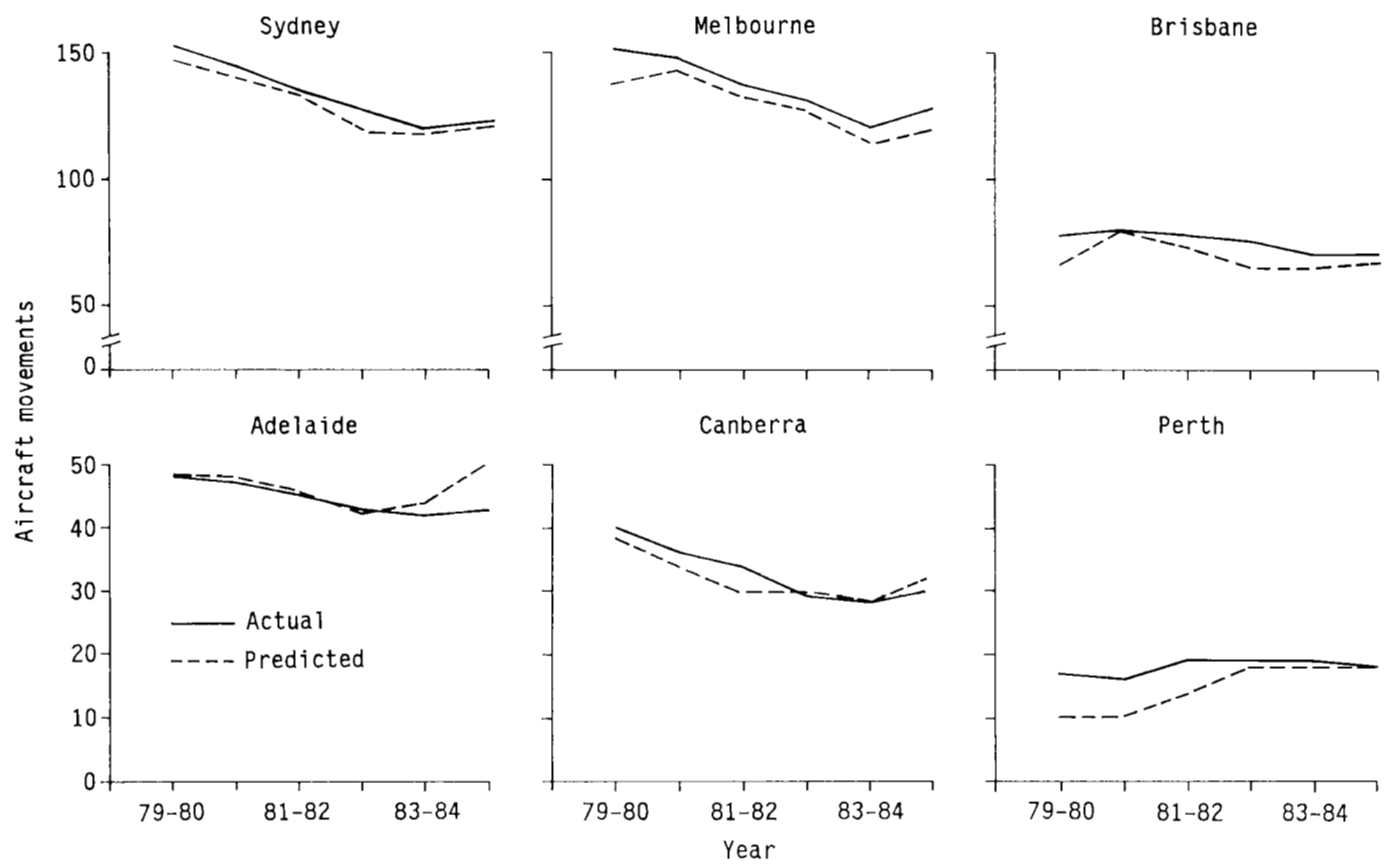 Sydney
Melbourne
Brisbane
150
100
50
0
Aircraft movements
Adelaide
Canberra
Perth
50
40
30
20
10
0
Actual
Predicted
79-80 81-82 83-84
79-80 81-82 83-84
79-80 81-82 83-84
Year